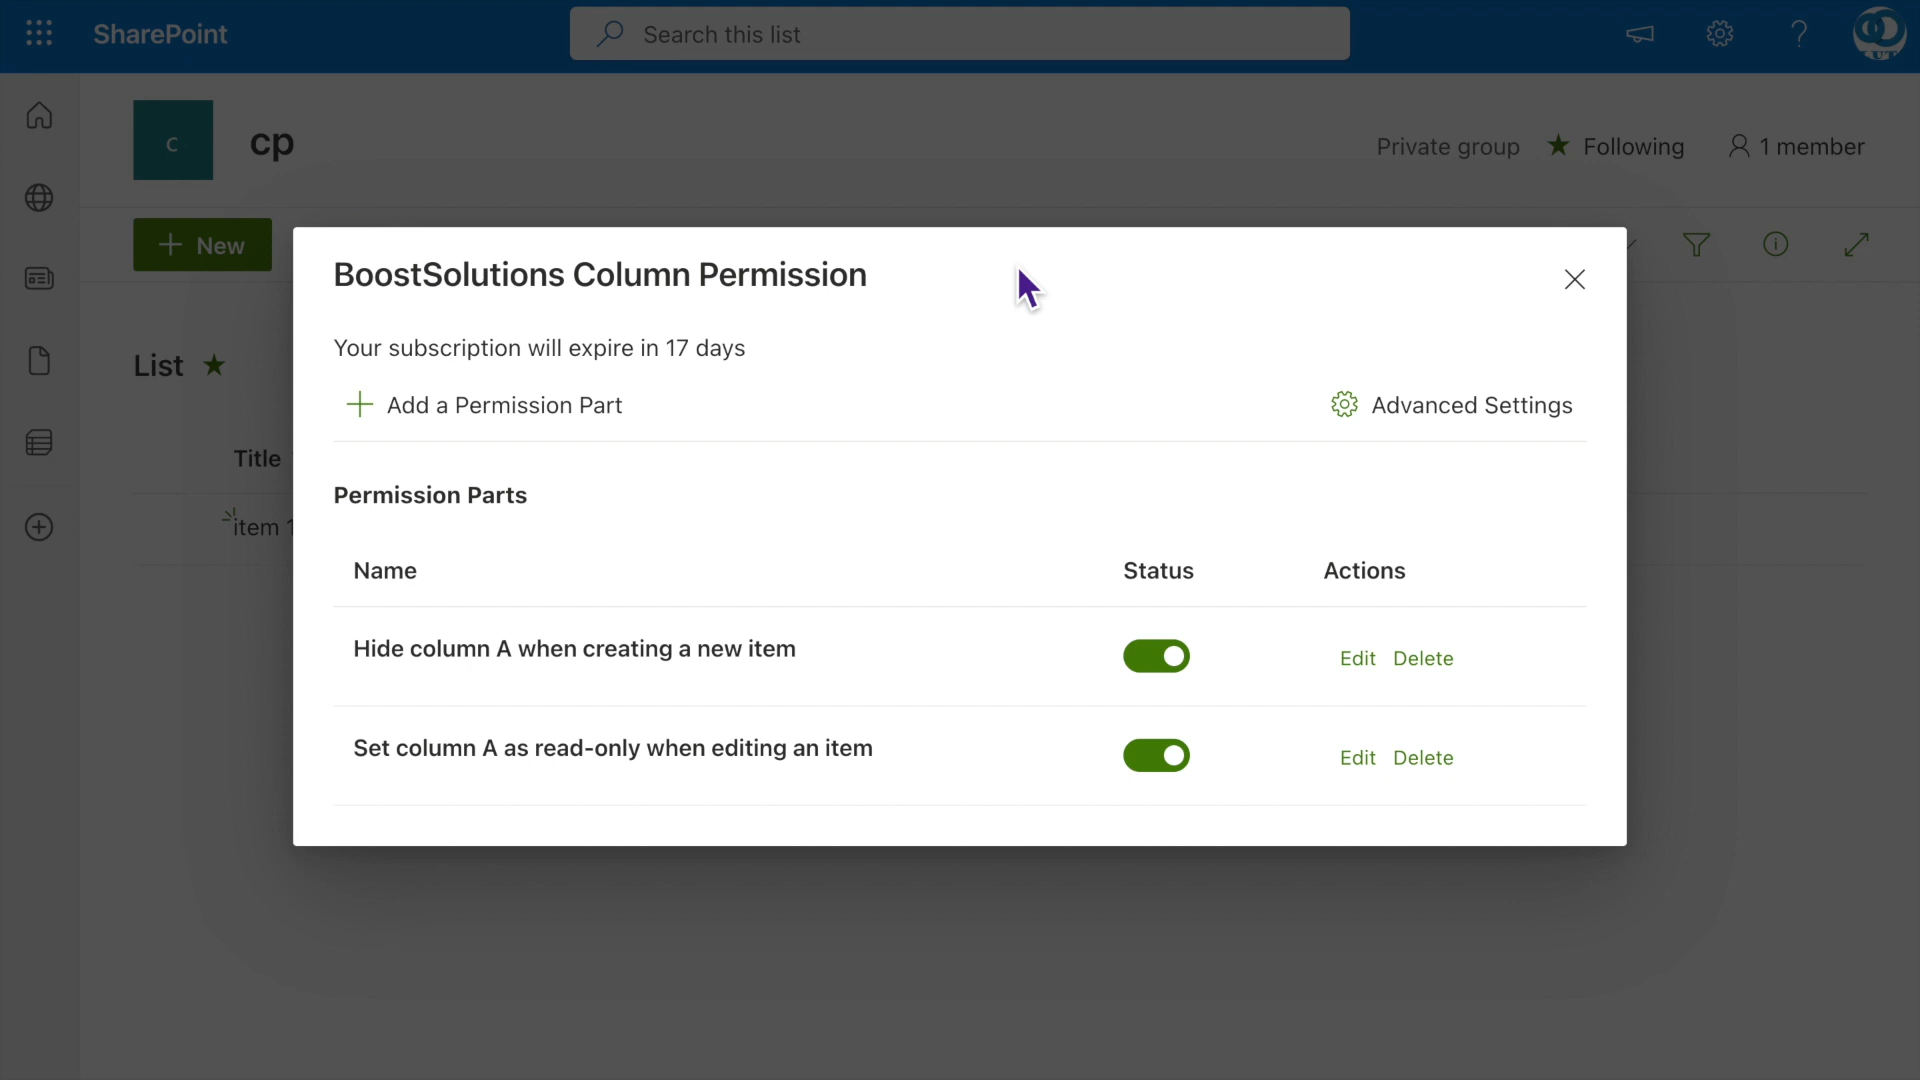 SharePoint
Search this list
C
cp
Private group
Following
1 member
New
BoostSolutions Column Permission
Your subscription will expire in 17 days
List
Add a Permission Part
Advanced Settings
Title
Permission Parts
item 1
Name
Status
Actions
Hide column A when creating a new item
Edit
Delete
Set column A as read-only when editing an item
Edit
Delete